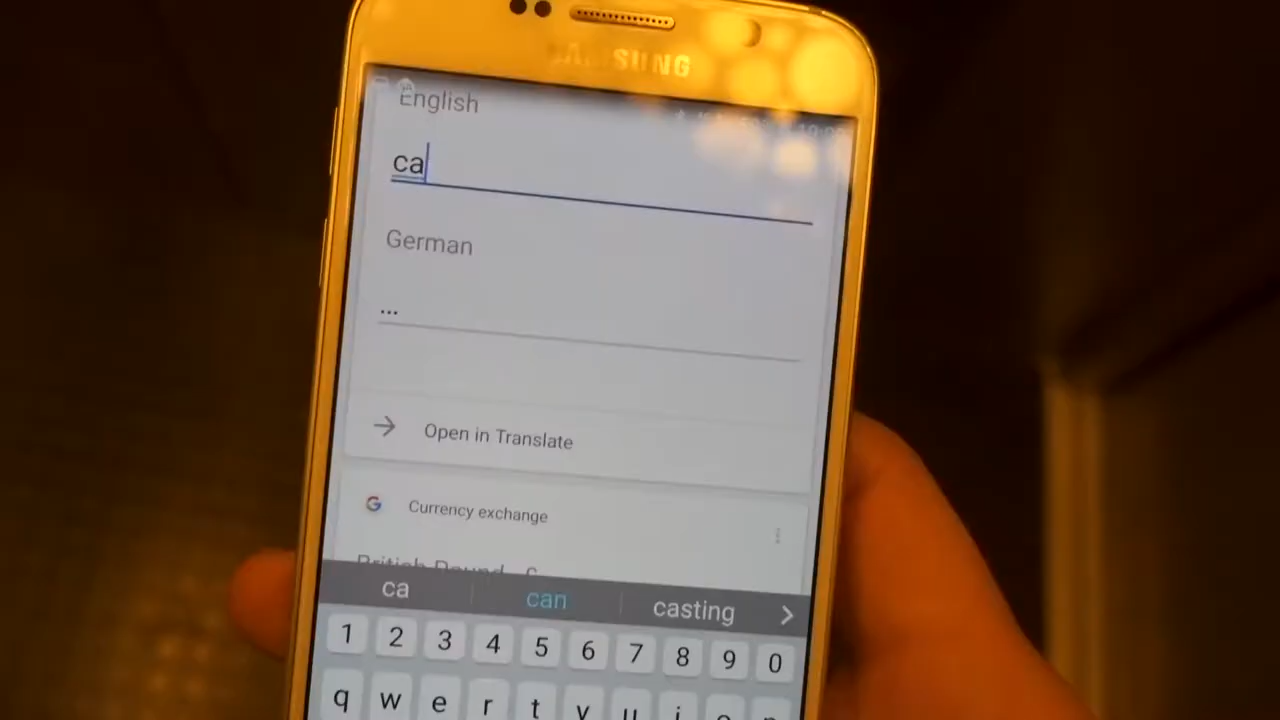 SAMSUNG
English
ca
German
...
Open in Translate
G Currency exchange
British Pound
ca can casting
1 2 3 4 5 6 7 8 9 0
q w e r t y u i o p